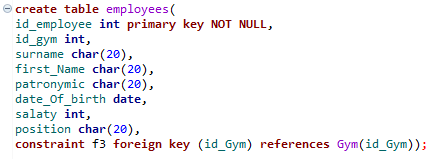 create table employees(
id_employee int primary key NOT NULL,
id_gym int,
surname char(20),
first_Name char(20),
patronymic char(20),
date_Of_birth date,
salaty int,
position char(20),
constraint f3 foreign key (id_Gym) references Gym(id_Gym));